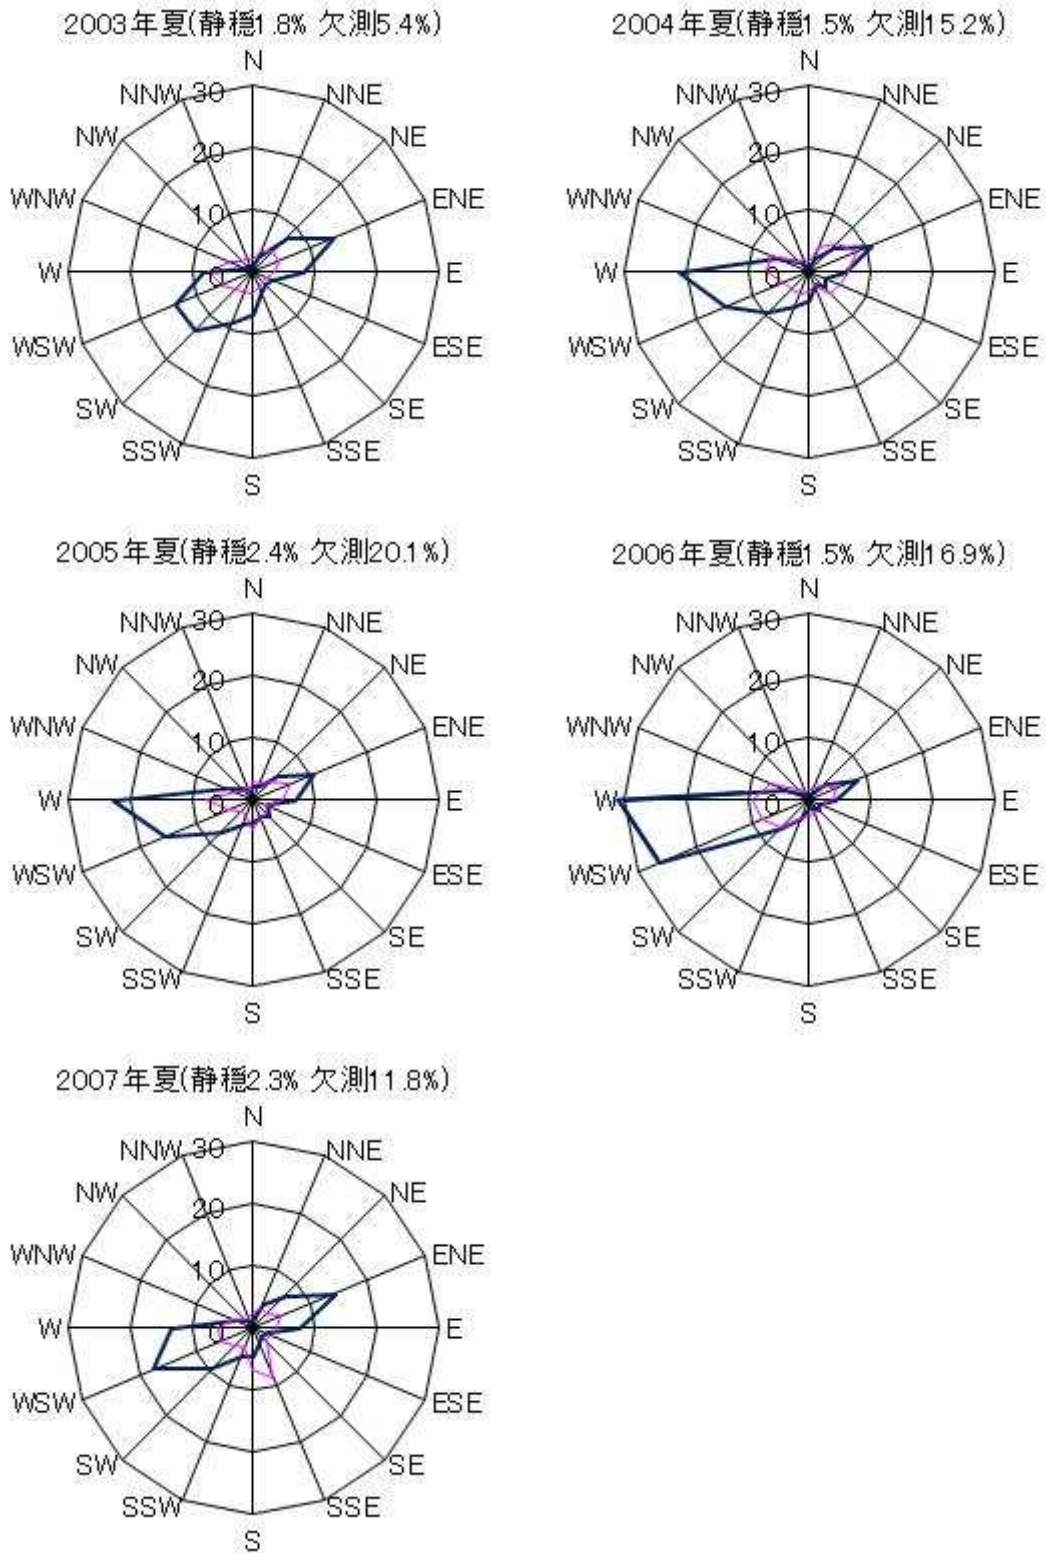 2003年夏(静穏1.8% 欠測5.4%)
N
NNW 30 NNE
NW 20 NE
WNW 10 ENE
W 0 E
WSW ESE
SW SE
SSW SSE
S
2004年夏(静穏1.5% 欠測15.2%)
N
NNW 30 NNE
NW 20 NE
WNW 10 ENE
W 0 E
WSW ESE
SW SE
SSW SSE
S
2005年夏(静穏2.4% 欠測20.1%)
N
NNW 30 NNE
NW 20 NE
WNW 10 ENE
W 0 E
WSW ESE
SW SE
SSW SSE
S
2006年夏(静穏1.5% 欠測16.9%)
N
NNW 30 NNE
NW 20 NE
WNW 10 ENE
W 0 E
WSW ESE
SW SE
SSW SSE
S
2007年夏(静穏2.3% 欠測11.8%)
N
NNW 30 NNE
NW 20 NE
WNW 10 ENE
W 0 E
WSW ESE
SW SE
SSW SSE
S